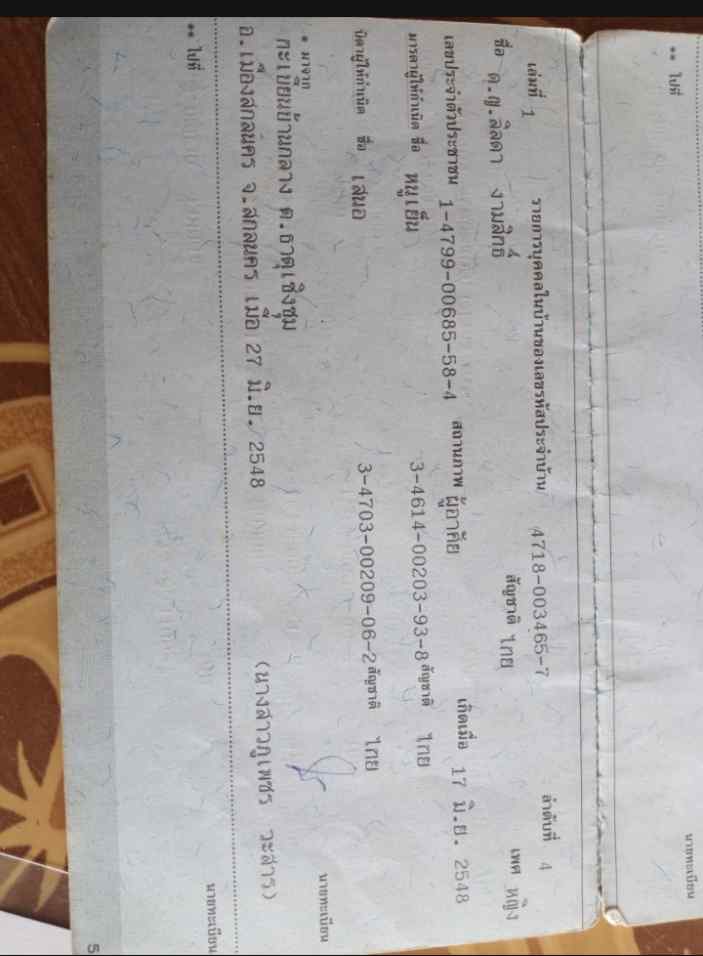 ** ไปที่
นายทะเบียน
เล่มที่ 1 รายการบุคคลในบ้านของเลขรหัสประจำบ้าน 4718-003465-7 ลำดับที่ 4
ชื่อ ด.ญ.ลิลดา งามสิทธิ์ สัญชาติ ไทย เพศ หญิง
เลขประจำตัวประชาชน 1-4799-00685-58-4 สถานภาพ ผู้อาศัย เกิดเมื่อ 17 มิ.ย. 2548
มารดาผู้ให้กำเนิด ชื่อ หนูเย็น 3-4614-00203-93-8 สัญชาติ ไทย
บิดาผู้ให้กำเนิด ชื่อ เสนอ 3-4703-00209-06-2 สัญชาติ ไทย
* มาจาก
ทะเบียนบ้านกลาง ต.ธาตุเชิงชุม
นายทะเบียน
อ.เมืองสกลนคร จ.สกลนคร เมื่อ 27 มิ.ย. 2548 (นางสาวภูเพชร วะสาร)
** ไปที่
นายทะเบียน
5